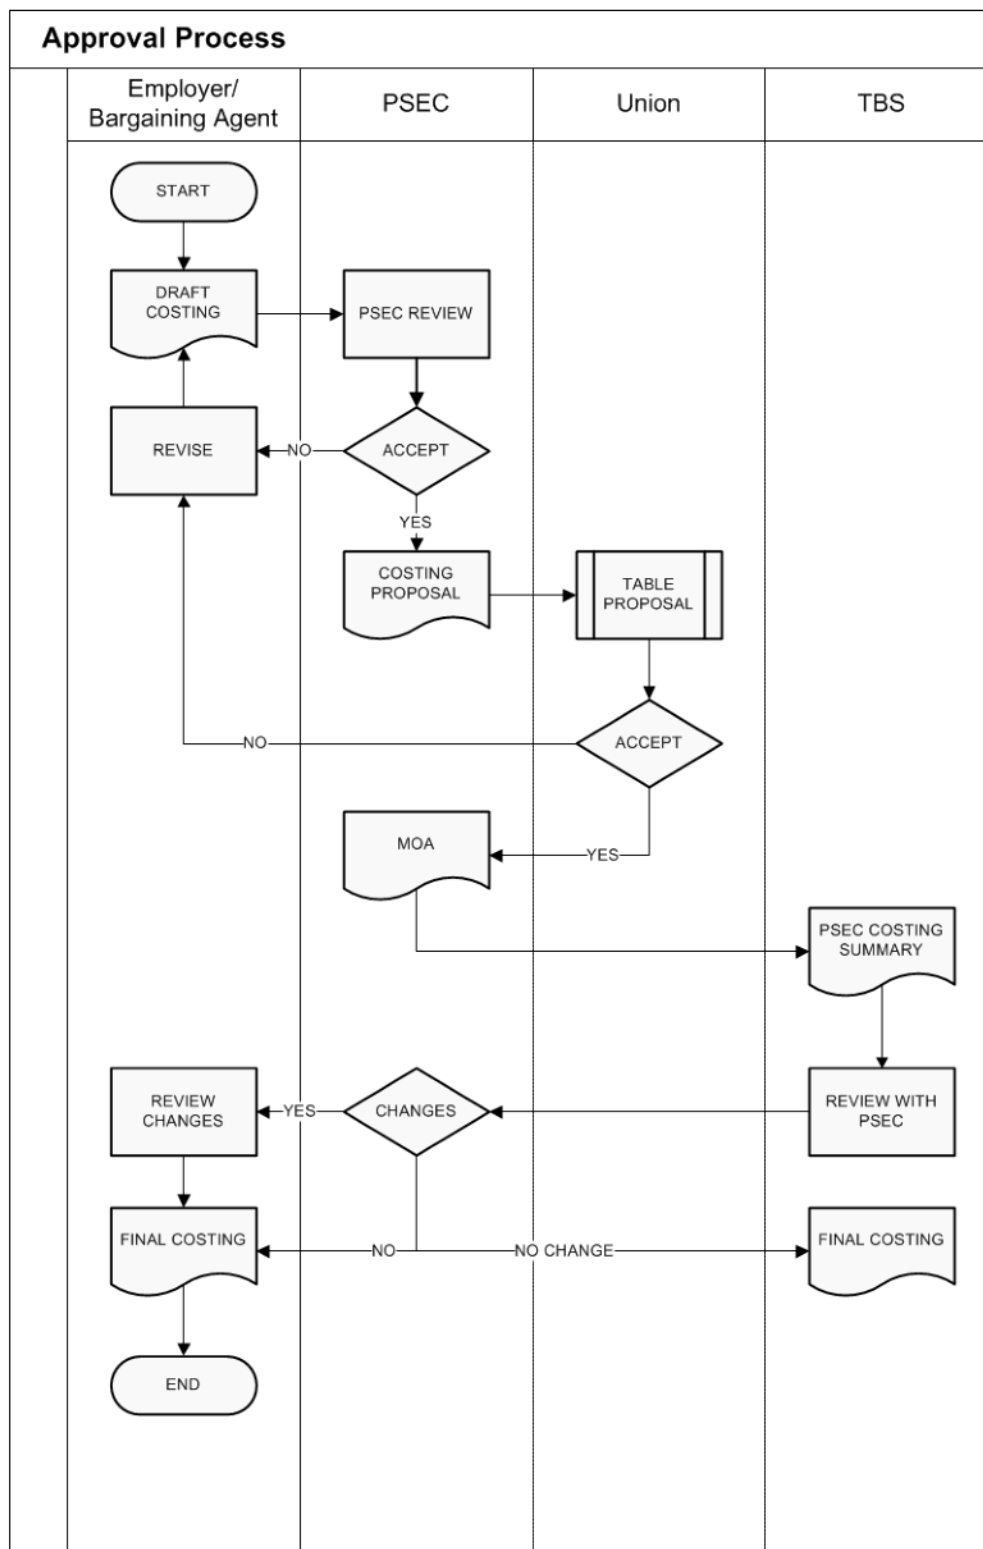 Approval Process
Employer/
Bargaining Agent
PSEC
Union
TBS
START
DRAFT
COSTING
PSEC REVIEW
REVISE
NO
ACCEPT
YES
COSTING
PROPOSAL
TABLE
PROPOSAL
NO
ACCEPT
MOA
YES
PSEC COSTING
SUMMARY
REVIEW
CHANGES
YES
CHANGES
REVIEW WITH
PSEC
FINAL COSTING
NO
NO CHANGE
FINAL COSTING
END